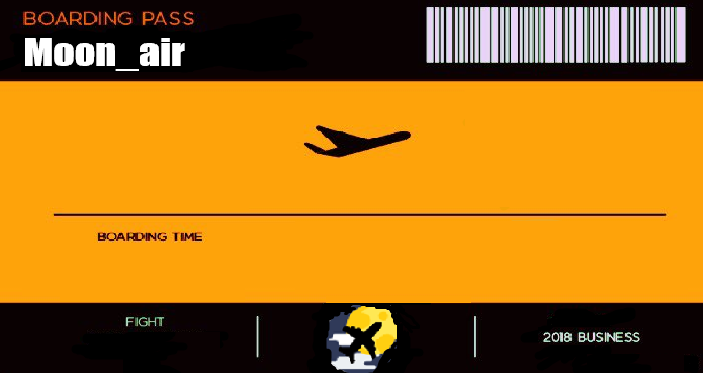 BOARDING PASS
Moon_air
BOARDING TIME
FIGHT
2018 BUSINESS